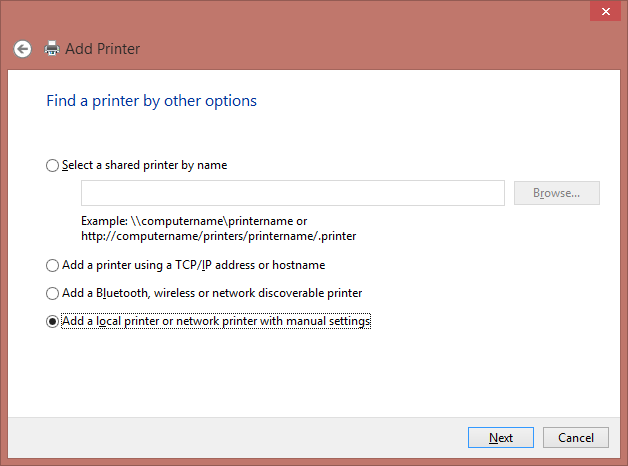 Add Printer
Find a printer by other options
Select a shared printer by name
Browse...
Example: \\computername\printername or
http://computername/printers/printername/.printer
Add a printer using a TCP/IP address or hostname
Add a Bluetooth, wireless or network discoverable printer
Add a local printer or network printer with manual settings
Next
Cancel